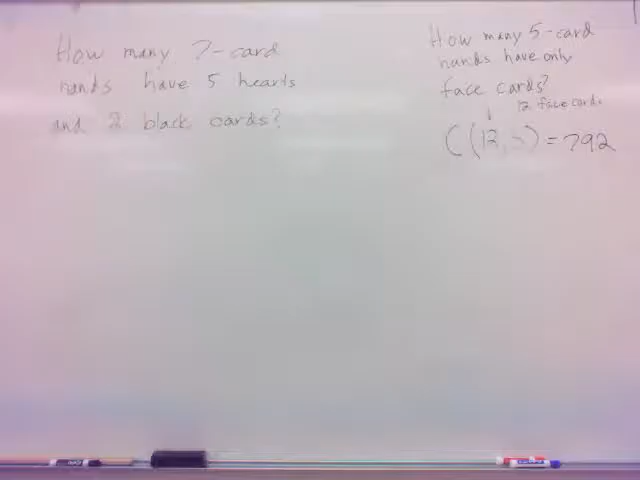 How many 7-card
hands have 5 hearts
and 2 black cards?
How many 5-card
hands have only
face cards?
12 face cards
C(12, 5) = 792